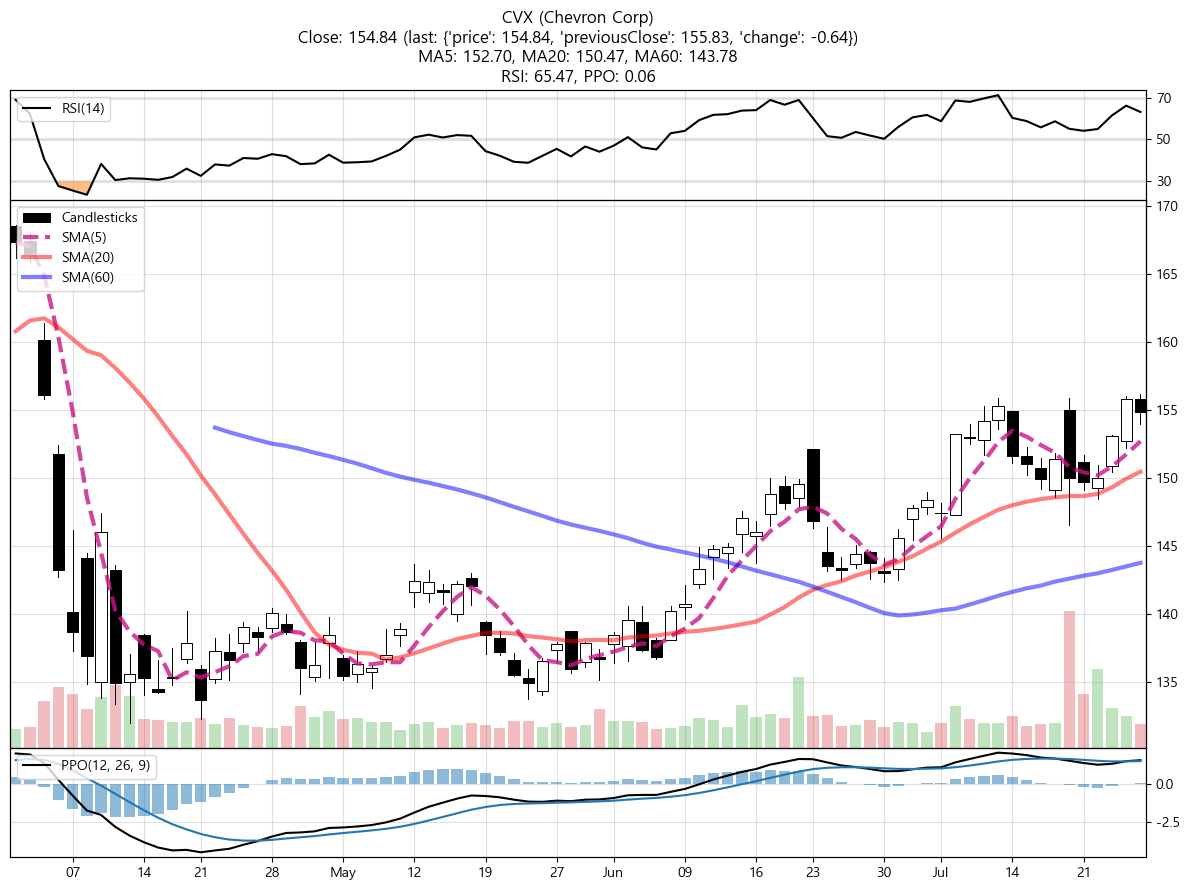 CVX (Chevron Corp)
Close: 154.84 (last: {'price': 154.84, 'previousClose': 155.83, 'change': -0.64})
MA5: 152.70, MA20: 150.47, MA60: 143.78
RSI: 65.47, PPO: 0.06
RSI(14)
70
50
30
Candlesticks
SMA(5)
SMA(20)
SMA(60)
170
165
160
155
150
145
140
135
PPO(12, 26, 9)
0.0
−2.5
07 14 21 28 May 12 19 27 Jun 09 16 23 30 Jul 14 21